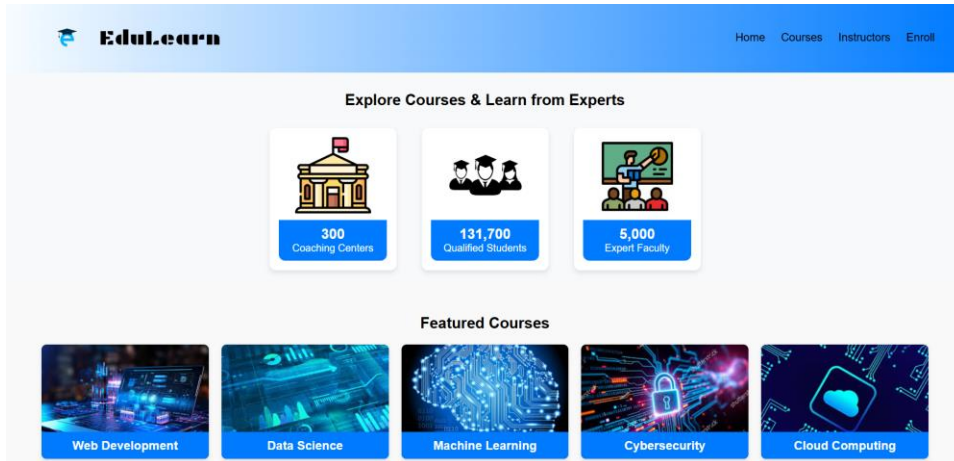 EduLearn
Home Courses Instructors Enroll
Explore Courses & Learn from Experts
300
Coaching Centers
131,700
Qualified Students
5,000
Expert Faculty
Featured Courses
Web Development
Data Science
Machine Learning
Cybersecurity
Cloud Computing